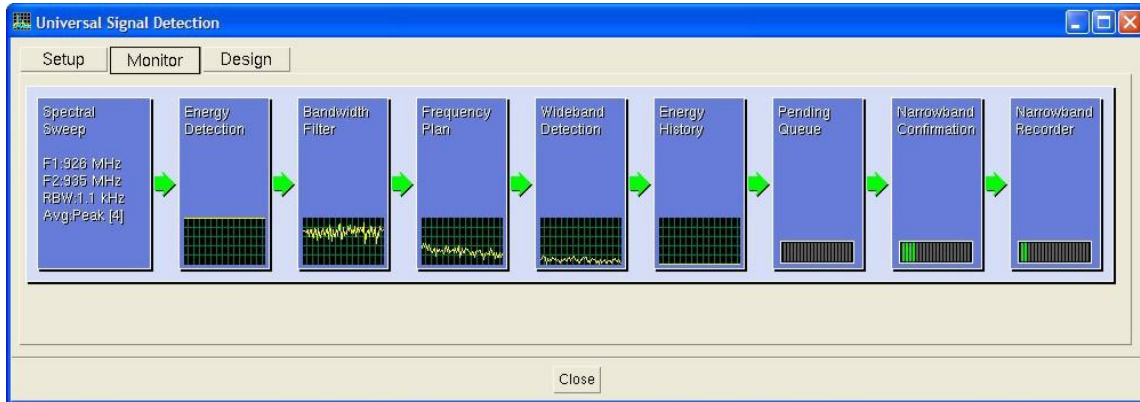 Universal Signal Detection
Setup
Monitor
Design
Spectral
Sweep
F1:926 MHz
F2:935 MHz
RBW:1.1 kHz
Avg:Peak [4]
Energy
Detection
Bandwidth
Filter
Frequency
Plan
Wideband
Detection
Energy
History
Pending
Queue
Narrowband
Confirmation
Narrowband
Recorder
Close